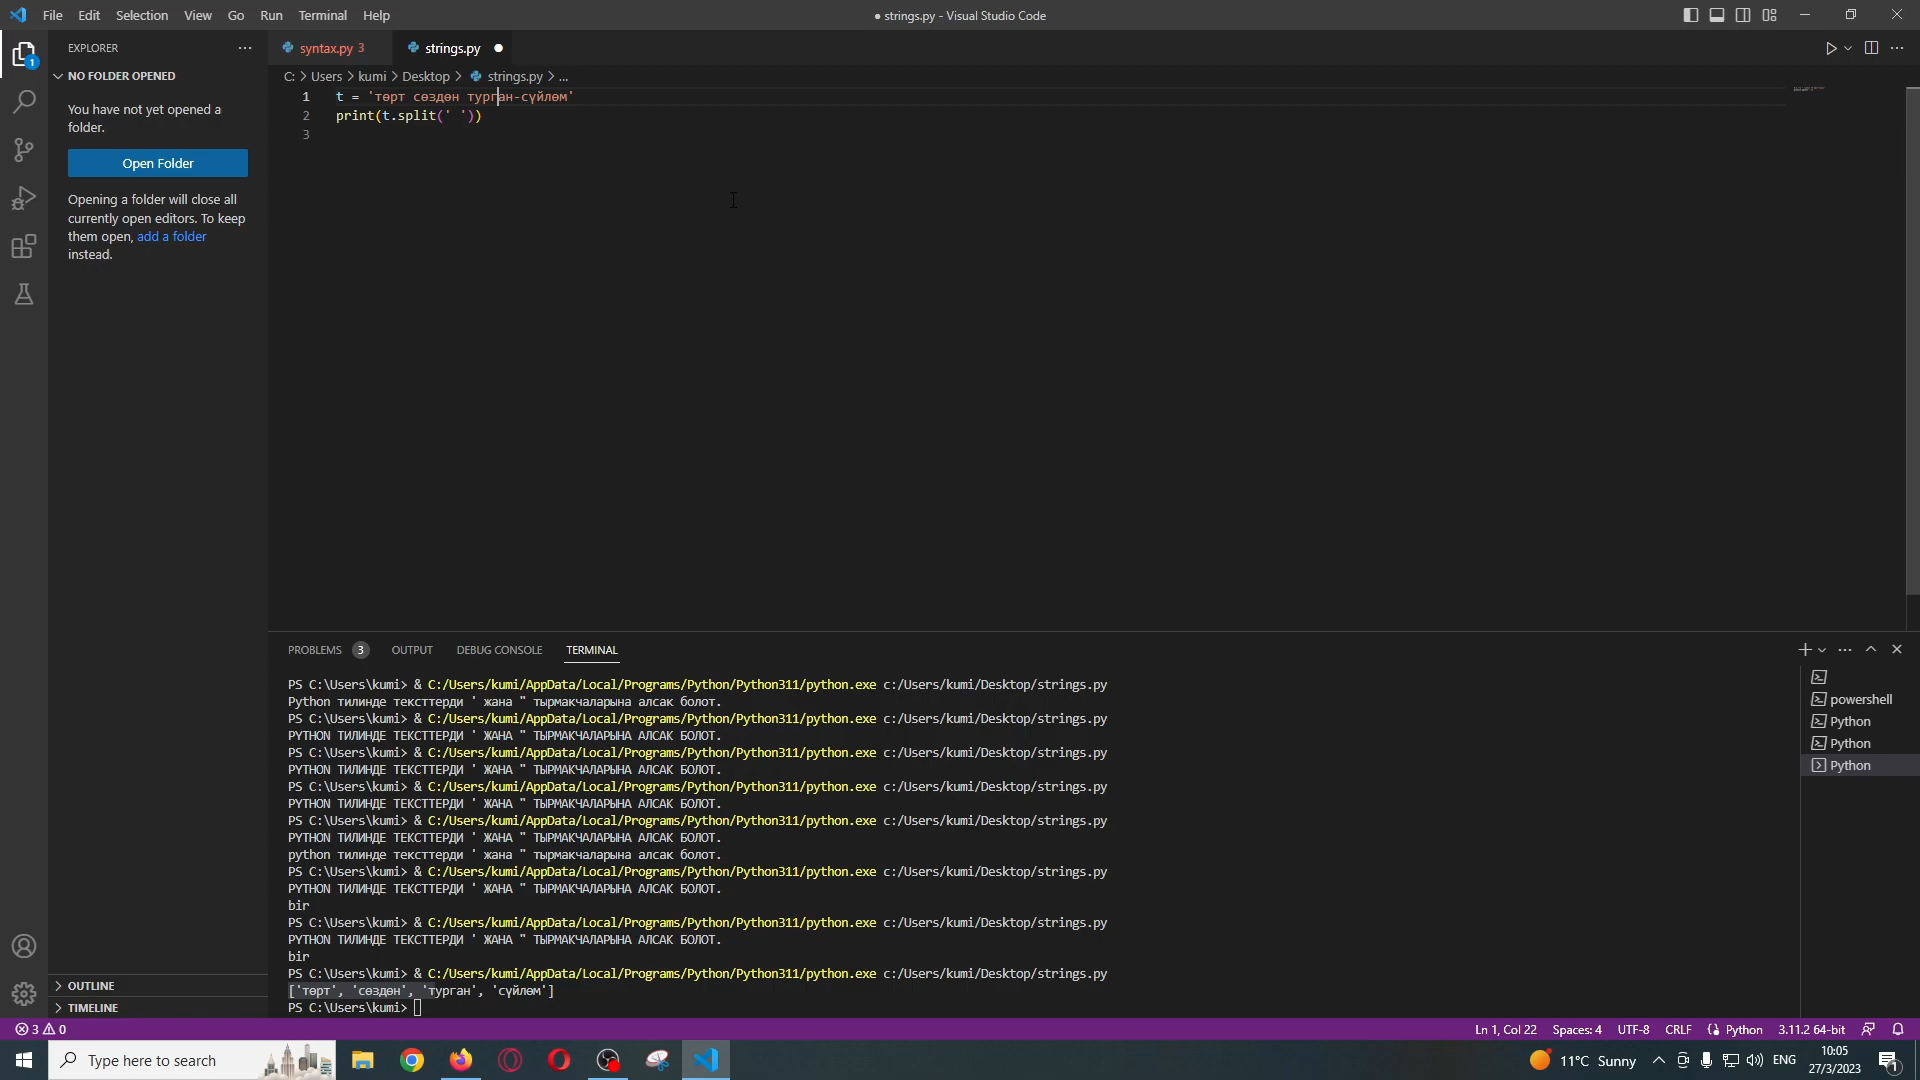 File Edit Selection View Go Run Terminal Help
● strings.py - Visual Studio Code
EXPLORER
syntax.py 3
strings.py
NO FOLDER OPENED
C: > Users > kumi > Desktop > strings.py > ...
You have not yet opened a
folder.
Open Folder
Opening a folder will close all
currently open editors. To keep
them open, add a folder
instead.
1 t = 'төрт сөздөн турган-сүйлөм'
2 print(t.split(' '))
3
PROBLEMS 3 OUTPUT DEBUG CONSOLE TERMINAL
PS C:\Users\kumi> & C:/Users/kumi/AppData/Local/Programs/Python/Python311/python.exe c:/Users/kumi/Desktop/strings.py
Python тилинде тексттерди ' жана " тырмакчаларына алсак болот.
PS C:\Users\kumi> & C:/Users/kumi/AppData/Local/Programs/Python/Python311/python.exe c:/Users/kumi/Desktop/strings.py
PYTHON ТИЛИНДЕ ТЕКСТТЕРДИ ' ЖАНА " ТЫРМАКЧАЛАРЫНА АЛСАК БОЛОТ.
PS C:\Users\kumi> & C:/Users/kumi/AppData/Local/Programs/Python/Python311/python.exe c:/Users/kumi/Desktop/strings.py
PYTHON ТИЛИНДЕ ТЕКСТТЕРДИ ' ЖАНА " ТЫРМАКЧАЛАРЫНА АЛСАК БОЛОТ.
PS C:\Users\kumi> & C:/Users/kumi/AppData/Local/Programs/Python/Python311/python.exe c:/Users/kumi/Desktop/strings.py
PYTHON ТИЛИНДЕ ТЕКСТТЕРДИ ' ЖАНА " ТЫРМАКЧАЛАРЫНА АЛСАК БОЛОТ.
PS C:\Users\kumi> & C:/Users/kumi/AppData/Local/Programs/Python/Python311/python.exe c:/Users/kumi/Desktop/strings.py
PYTHON ТИЛИНДЕ ТЕКСТТЕРДИ ' ЖАНА " ТЫРМАКЧАЛАРЫНА АЛСАК БОЛОТ.
python тилинде тексттерди ' жана " тырмакчаларына алсак болот.
PS C:\Users\kumi> & C:/Users/kumi/AppData/Local/Programs/Python/Python311/python.exe c:/Users/kumi/Desktop/strings.py
PYTHON ТИЛИНДЕ ТЕКСТТЕРДИ ' ЖАНА " ТЫРМАКЧАЛАРЫНА АЛСАК БОЛОТ.
bir
PS C:\Users\kumi> & C:/Users/kumi/AppData/Local/Programs/Python/Python311/python.exe c:/Users/kumi/Desktop/strings.py
PYTHON ТИЛИНДЕ ТЕКСТТЕРДИ ' ЖАНА " ТЫРМАКЧАЛАРЫНА АЛСАК БОЛОТ.
bir
PS C:\Users\kumi> & C:/Users/kumi/AppData/Local/Programs/Python/Python311/python.exe c:/Users/kumi/Desktop/strings.py
['төрт', 'сөздөн', 'турган', 'сүйлөм']
PS C:\Users\kumi>
powershell
Python
Python
Python
OUTLINE
TIMELINE
3 0
Ln 1, Col 22 Spaces: 4 UTF-8 CRLF Python 3.11.2 64-bit
Type here to search
11°C Sunny
ENG
10:05
27/3/2023
1
1